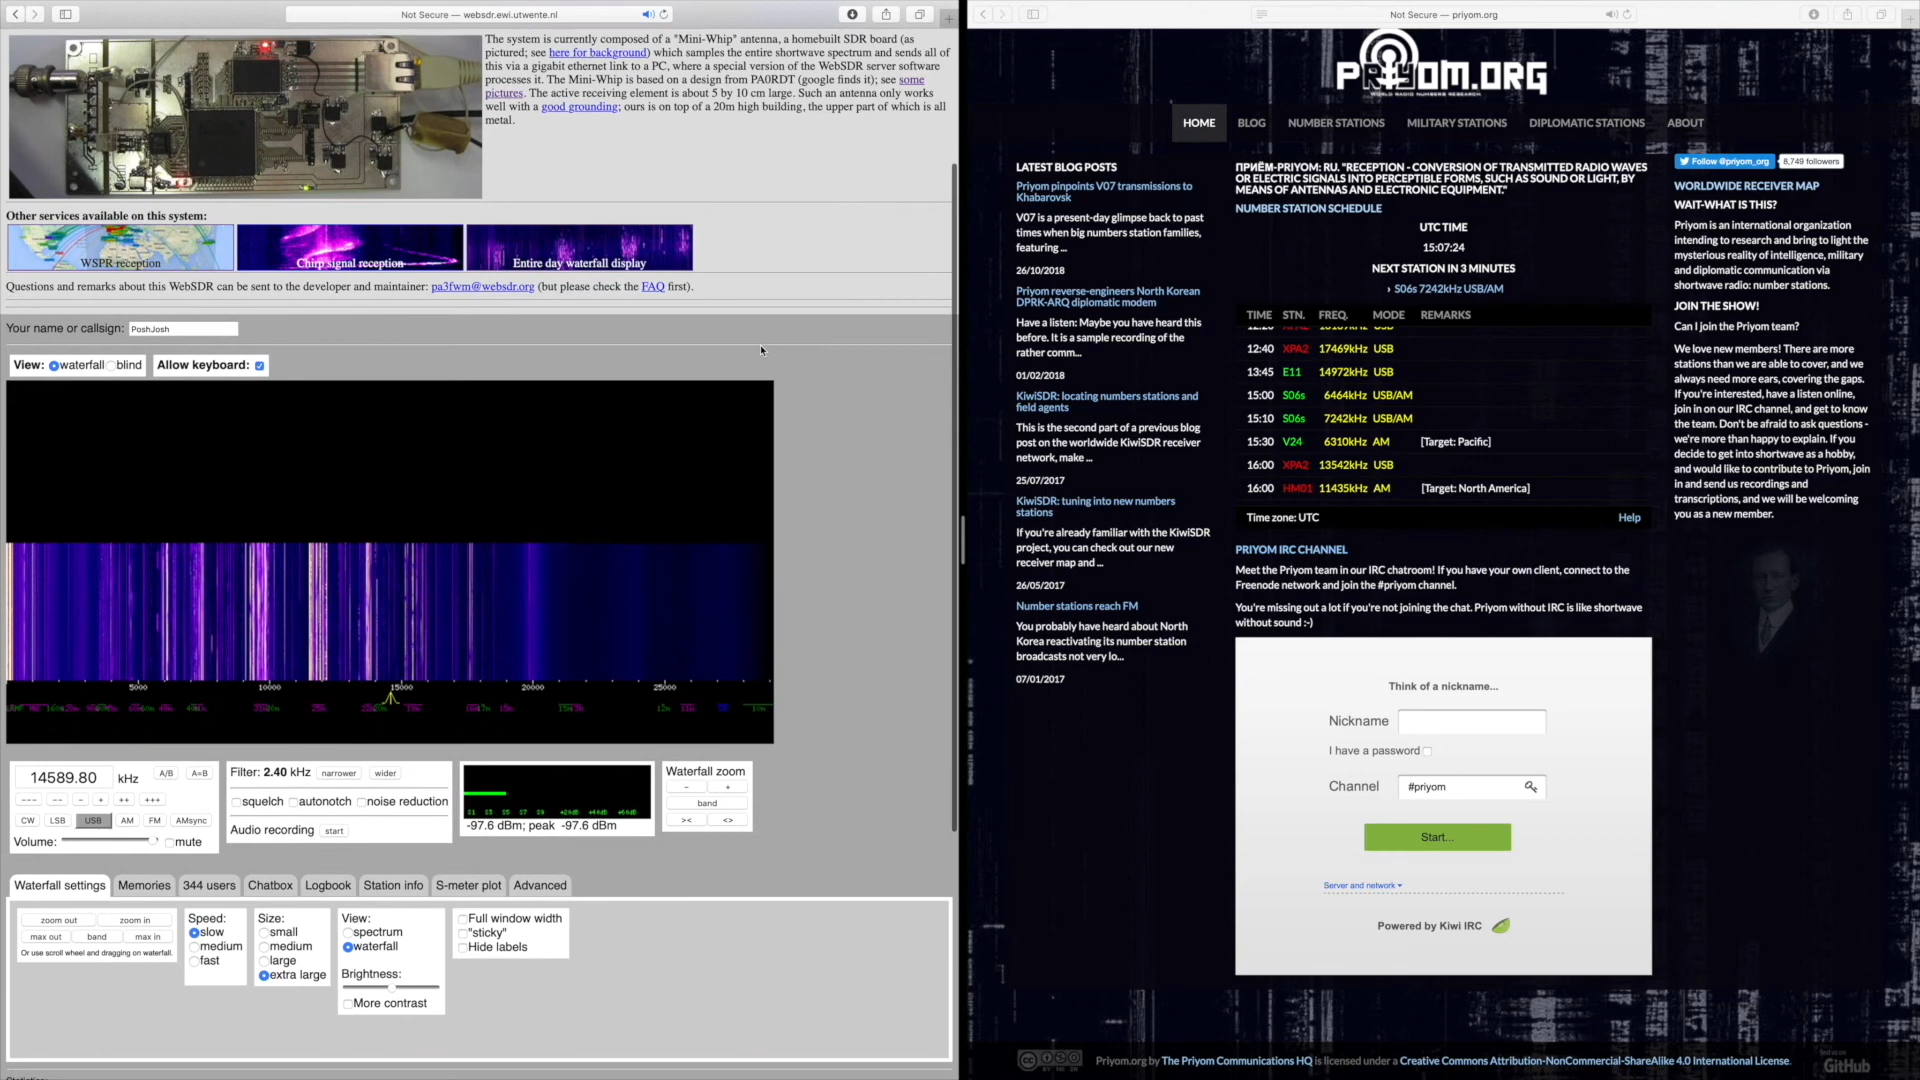 Not Secure — websdr.ewi.utwente.nl
The system is currently composed of a "Mini-Whip" antenna, a homebuilt SDR board (as
pictured; see here for background) which samples the entire shortwave spectrum and sends all of
this via a gigabit ethernet link to a PC, where a special version of the WebSDR server software
processes it. The Mini-Whip is based on a design from PA0RDT (google finds it); see some
pictures. The active receiving element is about 5 by 10 cm large. Such an antenna only works
well with a good grounding; ours is on top of a 20m high building, the upper part of which is all
metal.
Other services available on this system:
WSPR reception
Chirp signal reception
Entire day waterfall display
Questions and remarks about this WebSDR can be sent to the developer and maintainer: pa3fwm@websdr.org (but please check the FAQ first).
Your name or callsign: PoshJosh
View: waterfall blind Allow keyboard:
5000 10000 15000 20000 25000
14589.80 kHz A/B A=B
--- -- - + ++ +++
CW LSB USB AM FM AMsync
Volume: mute
Filter: 2.40 kHz narrower wider
squelch autonotch noise reduction
Audio recording start
S1 S3 S5 S7 S9 +20dB +40dB +60dB
-97.6 dBm; peak -97.6 dBm
Waterfall zoom
- +
band
>< <>
Waterfall settings Memories 344 users Chatbox Logbook Station info S-meter plot Advanced
zoom out zoom in
max out band max in
Or use scroll wheel and dragging on waterfall.
Speed:
slow
medium
fast
Size:
small
medium
large
extra large
View:
spectrum
waterfall
Brightness:
More contrast
Full window width
"sticky"
Hide labels
Not Secure — priyom.org
PRIYOM.ORG
WORLD RADIO NUMBERS RESEARCH
HOME BLOG NUMBER STATIONS MILITARY STATIONS DIPLOMATIC STATIONS ABOUT
LATEST BLOG POSTS
Priyom pinpoints V07 transmissions to
Khabarovsk
V07 is a present-day glimpse back to past
times when big numbers station families,
featuring ...
26/10/2018
Priyom reverse-engineers North Korean
DPRK-ARQ diplomatic modem
Have a listen: Maybe you have heard this
before. It is a sample recording of the
rather comm...
01/02/2018
KiwiSDR: locating numbers stations and
field agents
This is the second part of a previous blog
post on the worldwide KiwiSDR receiver
network, make ...
25/07/2017
KiwiSDR: tuning into new numbers
stations
If you're already familiar with the KiwiSDR
project, you can check out our new
receiver map and ...
26/05/2017
Number stations reach FM
You probably have heard about North
Korea reactivating its number station
broadcasts not very lo...
07/01/2017
ПРИЁМ-PRIYOM: RU. "RECEPTION - CONVERSION OF TRANSMITTED RADIO WAVES
OR ELECTRIC SIGNALS INTO PERCEPTIBLE FORMS, SUCH AS SOUND OR LIGHT, BY
MEANS OF ANTENNAS AND ELECTRONIC EQUIPMENT."
NUMBER STATION SCHEDULE
UTC TIME
15:07:24
NEXT STATION IN 3 MINUTES
› S06s 7242kHz USB/AM
TIME STN. FREQ. MODE REMARKS
12:40 XPA2 17469kHz USB
13:45 E11 14972kHz USB
15:00 S06s 6464kHz USB/AM
15:10 S06s 7242kHz USB/AM
15:30 V24 6310kHz AM [Target: Pacific]
16:00 XPA2 13542kHz USB
16:00 HM01 11435kHz AM [Target: North America]
Time zone: UTC Help
PRIYOM IRC CHANNEL
Meet the Priyom team in our IRC chatroom! If you have your own client, connect to the
Freenode network and join the #priyom channel.
You're missing out a lot if you're not joining the chat. Priyom without IRC is like shortwave
without sound :-)
Think of a nickname...
Nickname
I have a password
Channel #priyom
Start...
Server and network
Powered by Kiwi IRC
Follow @priyom_org 8,749 followers
WORLDWIDE RECEIVER MAP
WAIT-WHAT IS THIS?
Priyom is an international organization
intending to research and bring to light the
mysterious reality of intelligence, military
and diplomatic communication via
shortwave radio: number stations.
JOIN THE SHOW!
Can I join the Priyom team?
We love new members! There are more
stations than we are able to cover, and we
always need more ears, covering the gaps.
If you're interested, have a listen online,
join in on our IRC channel, and get to know
the team. Don't be afraid to ask questions -
we're more than happy to explain. If you
decide to get into shortwave as a hobby,
and would like to contribute to Priyom, join
in and send us recordings and
transcriptions, and we will be welcoming
you as a new member.
Priyom.org by The Priyom Communications HQ is licensed under a Creative Commons Attribution-NonCommercial-ShareAlike 4.0 International License.
GitHub